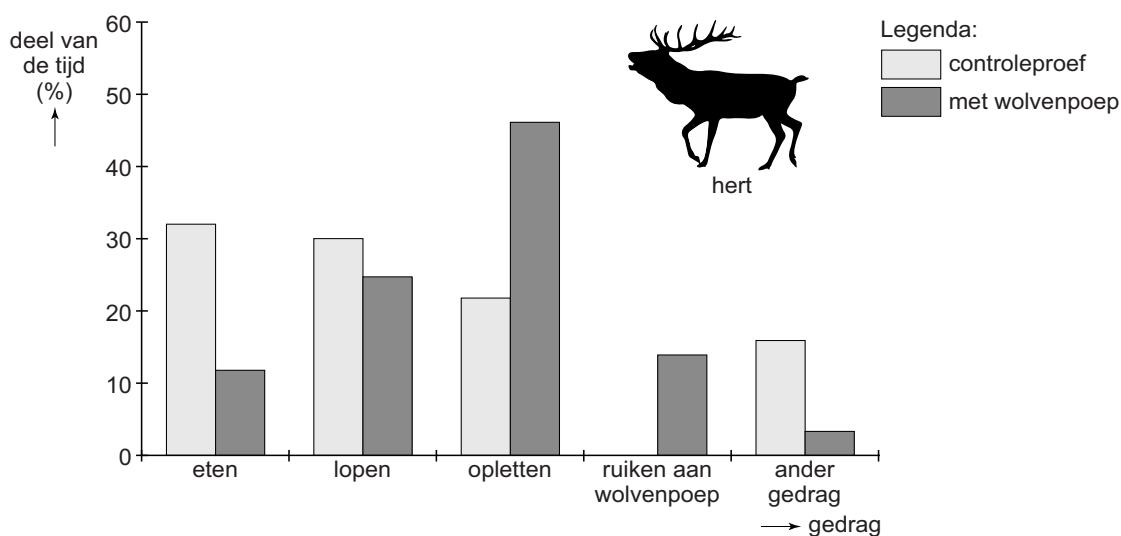 deel van
de tijd
(%)
60
50
40
30
20
10
0
hert
Legenda:
controleproef
met wolvenpoep
eten
lopen
opletten
ruiken aan
wolvenpoep
ander
gedrag
gedrag